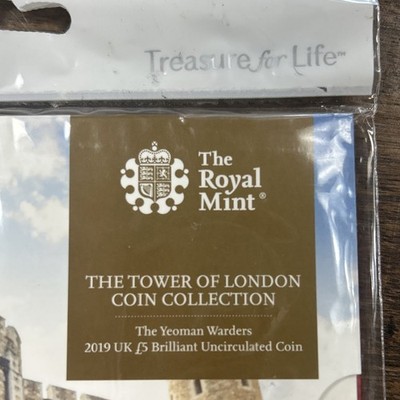 Treasure for Life™
The
Royal
Mint®
THE TOWER OF LONDON
COIN COLLECTION
The Yeoman Warders
2019 UK £5 Brilliant Uncirculated Coin